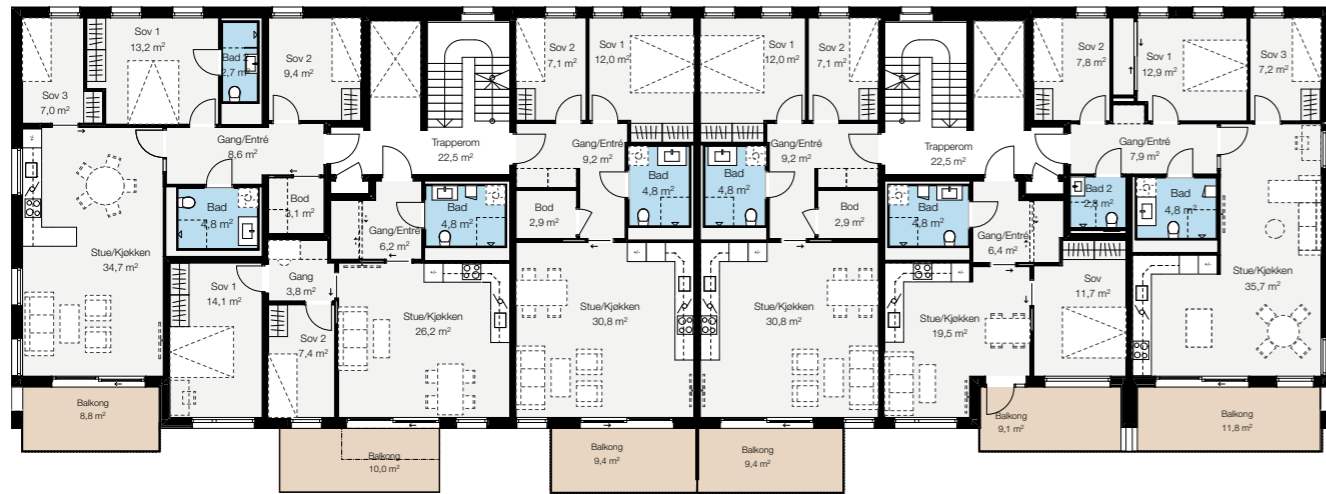 Sov 3
7,0 m²
Sov 1
13,2 m²
Bad 2
2,7 m²
Sov 2
9,4 m²
Gang/Entré
8,6 m²
Bad
4,8 m²
Bod
3,1 m²
Stue/Kjøkken
34,7 m²
Balkong
8,8 m²
Trapperom
22,5 m²
Bad
4,8 m²
Gang/Entré
6,2 m²
Gang
3,8 m²
Sov 1
14,1 m²
Sov 2
7,4 m²
Stue/Kjøkken
26,2 m²
Balkong
10,0 m²
Sov 2
7,1 m²
Sov 1
12,0 m²
Gang/Entré
9,2 m²
Bad
4,8 m²
Bod
2,9 m²
Stue/Kjøkken
30,8 m²
Balkong
9,4 m²
Sov 1
12,0 m²
Sov 2
7,1 m²
Gang/Entré
9,2 m²
Bad
4,8 m²
Bod
2,9 m²
Stue/Kjøkken
30,8 m²
Balkong
9,4 m²
Trapperom
22,5 m²
Bad
4,8 m²
Gang/Entré
6,4 m²
Stue/Kjøkken
19,5 m²
Sov
11,7 m²
Balkong
9,1 m²
Sov 2
7,8 m²
Sov 1
12,9 m²
Sov 3
7,2 m²
Gang/Entré
7,9 m²
Bad 2
2,8 m²
Bad
4,8 m²
Stue/Kjøkken
35,7 m²
Balkong
11,8 m²